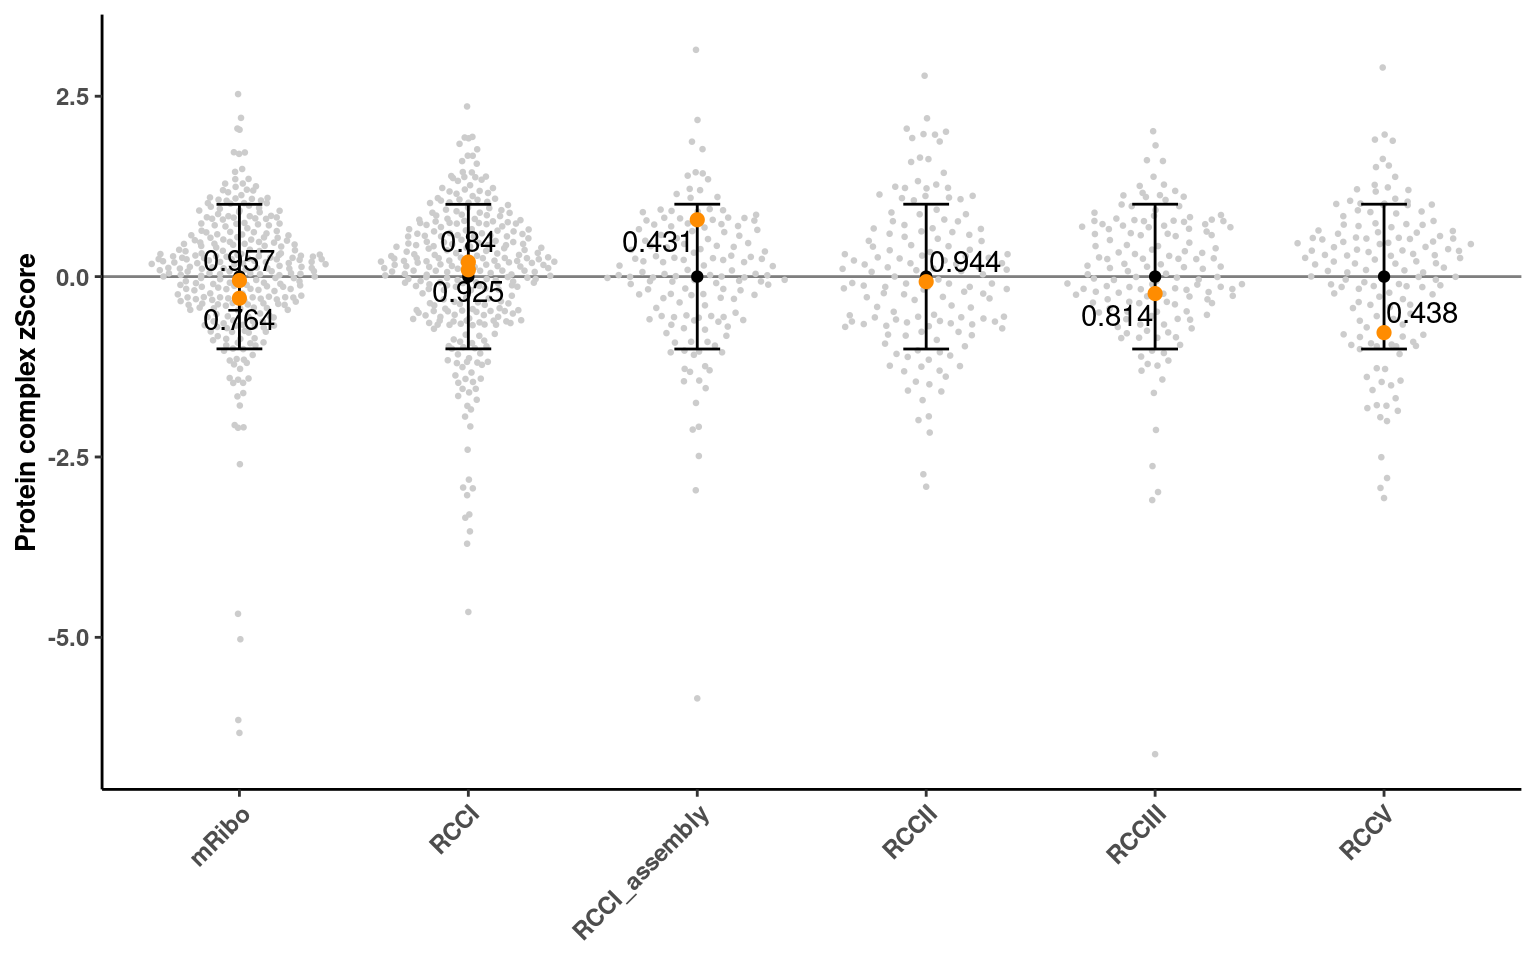 Protein complex zScore
2.5
0.0
-2.5
-5.0
0.957
0.764
0.84
0.925
0.431
0.944
0.814
0.438
mRibo
RCCI
RCCI_assembly
RCCII
RCCIII
RCCV